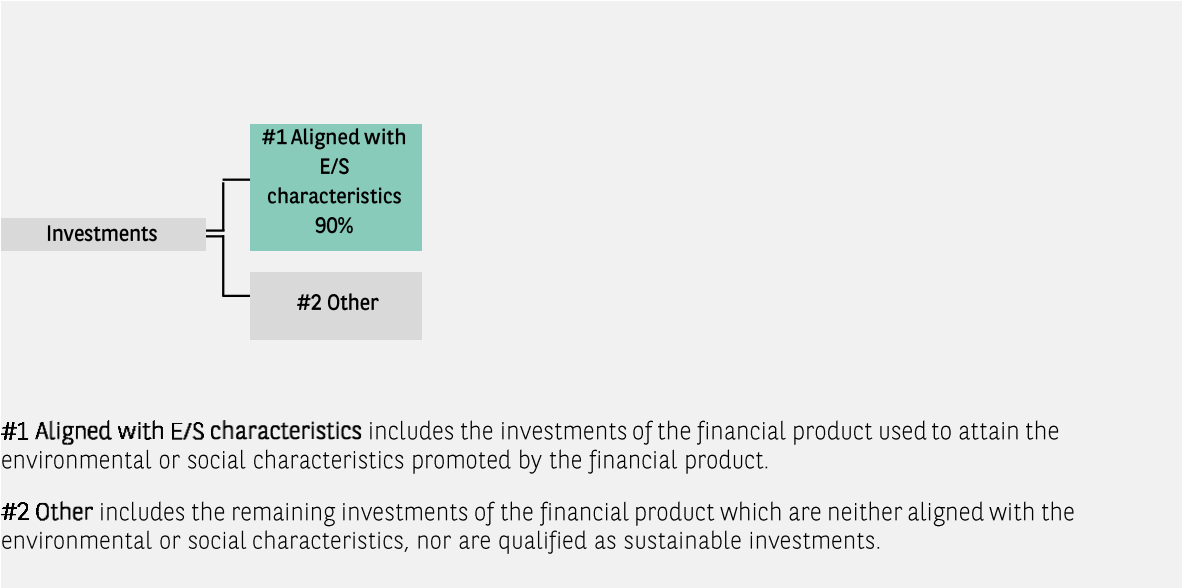 #1 Aligned with
E/S
characteristics
90%
Investments
#2 Other
#1 Aligned with E/S characteristics includes the investments of the financial product used to attain the
environmental or social characteristics promoted by the financial product.
#2 Other includes the remaining investments of the financial product which are neither aligned with the
environmental or social characteristics, nor are qualified as sustainable investments.